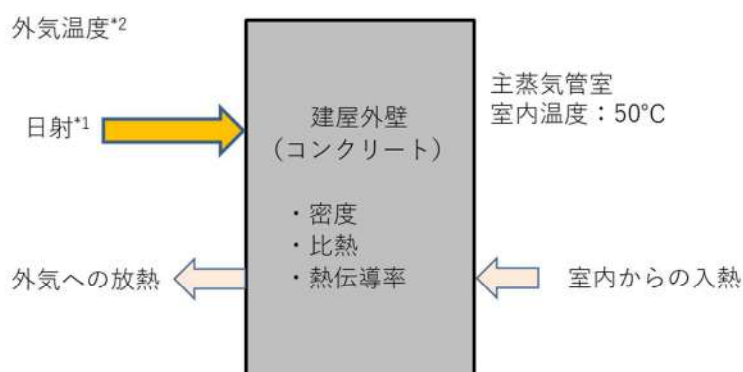 外気温度*2
日射*1
建屋外壁
（コンクリート）
・密度
・比熱
・熱伝導率
主蒸気管室
室内温度：50℃
外気への放熱
室内からの入熱